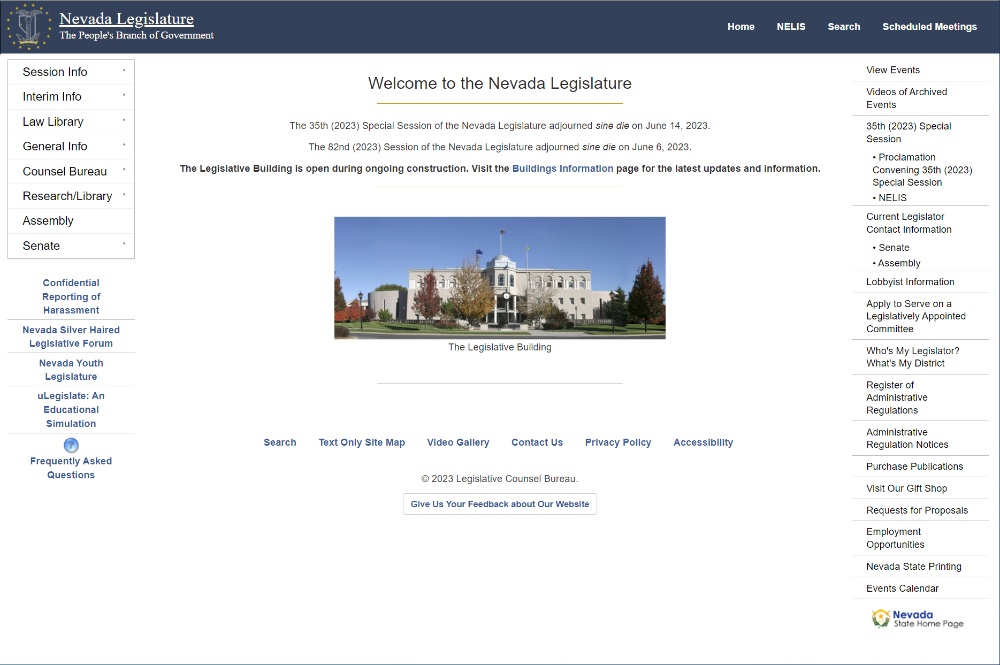 Nevada Legislature
The People's Branch of Government
Home
NELIS
Search
Scheduled Meetings
Session Info
Interim Info
Law Library
General Info
Counsel Bureau
Research/Library
Assembly
Senate
Confidential
Reporting of
Harassment
Nevada Silver Haired
Legislative Forum
Nevada Youth
Legislature
uLegislate: An
Educational
Simulation
?
Frequently Asked
Questions
Welcome to the Nevada Legislature
The 35th (2023) Special Session of the Nevada Legislature adjourned sine die on June 14, 2023.
The 82nd (2023) Session of the Nevada Legislature adjourned sine die on June 6, 2023.
The Legislative Building is open during ongoing construction. Visit the Buildings Information page for the latest updates and information.
NEVADA STATE SENATE
NEVADA STATE ASSEMBLY
The Legislative Building
Search
Text Only Site Map
Video Gallery
Contact Us
Privacy Policy
Accessibility
© 2023 Legislative Counsel Bureau.
Give Us Your Feedback about Our Website
View Events
Videos of Archived
Events
35th (2023) Special
Session
• Proclamation
Convening 35th (2023)
Special Session
• NELIS
Current Legislator
Contact Information
• Senate
• Assembly
Lobbyist Information
Apply to Serve on a
Legislatively Appointed
Committee
Who's My Legislator?
What's My District
Register of
Administrative
Regulations
Administrative
Regulation Notices
Purchase Publications
Visit Our Gift Shop
Requests for Proposals
Employment
Opportunities
Nevada State Printing
Events Calendar
Nevada
State Home Page